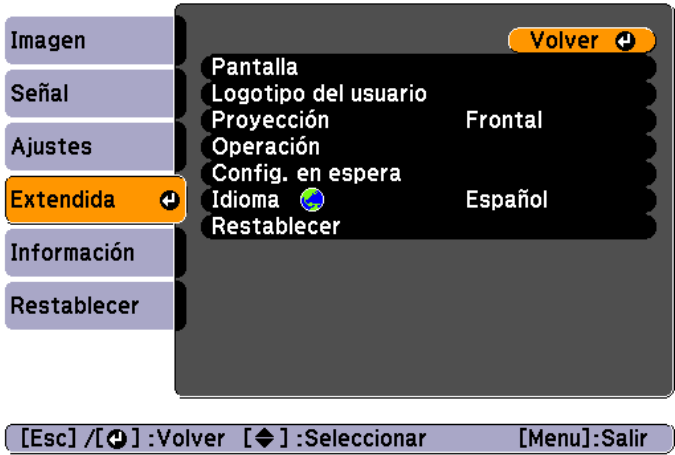 Imagen
Señal
Ajustes
Extendida
Información
Restablecer
Volver
Pantalla
Logotipo del usuario
Proyección Frontal
Operación
Config. en espera
Idioma Español
Restablecer
[Esc] /[ ] :Volver [ ] :Seleccionar [Menu]:Salir